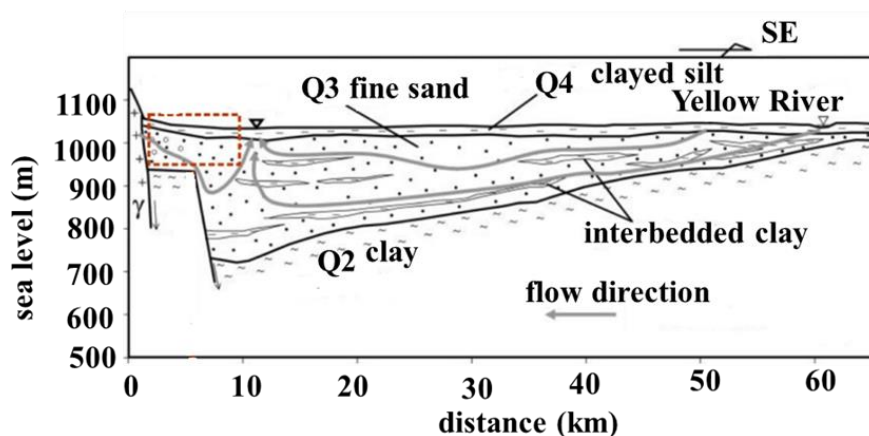 SE
Q3 fine sand
Q4 clayed silt
Yellow River
1100
1000
900
800
700
600
500
sea level (m)
γ
Q2 clay
interbedded clay
flow direction
0
10
20
30
40
50
60
distance (km)